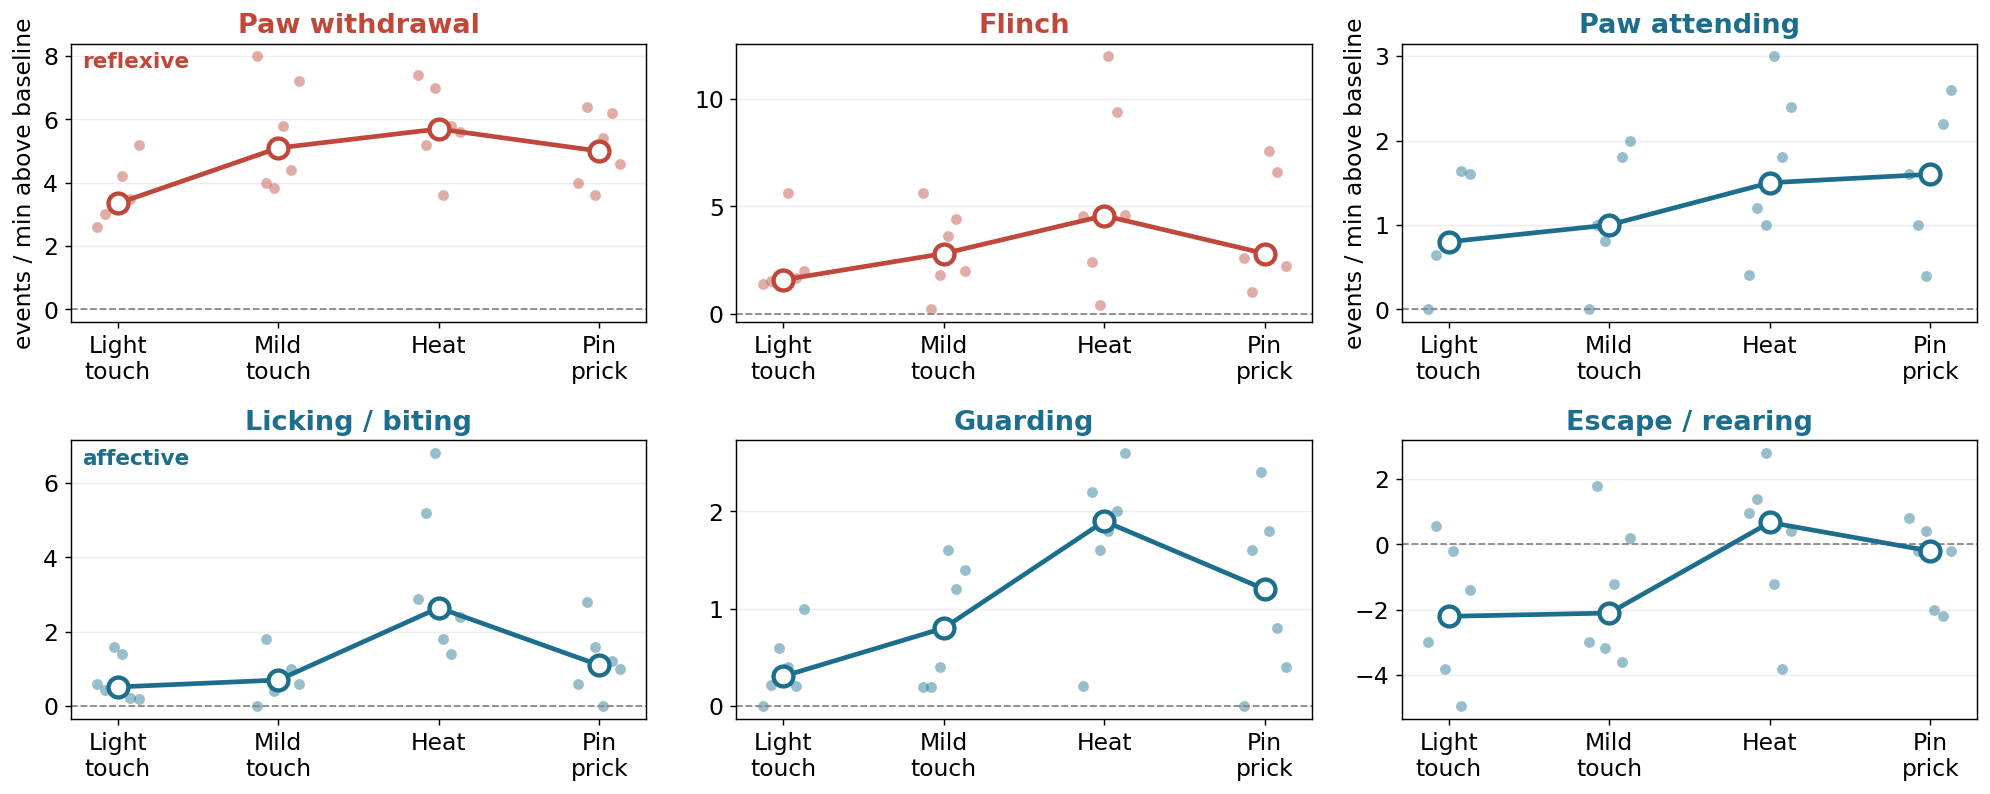 Paw withdrawal
events / min above baseline
reflexive
8
6
4
2
0
Light
touch
Mild
touch
Heat
Pin
prick
Flinch
10
5
0
Light
touch
Mild
touch
Heat
Pin
prick
Paw attending
events / min above baseline
3
2
1
0
Light
touch
Mild
touch
Heat
Pin
prick
Licking / biting
affective
6
4
2
0
Light
touch
Mild
touch
Heat
Pin
prick
Guarding
2
1
0
Light
touch
Mild
touch
Heat
Pin
prick
Escape / rearing
2
0
−2
−4
Light
touch
Mild
touch
Heat
Pin
prick